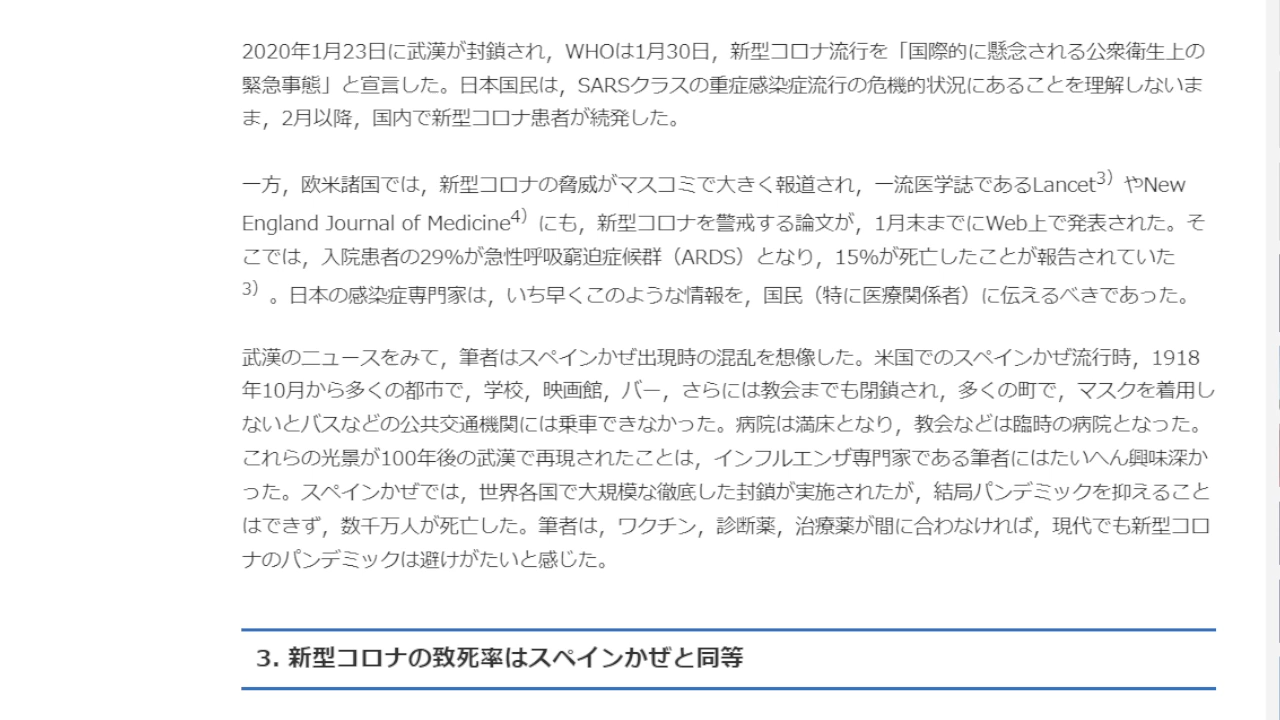 2020年1月23日に武漢が封鎖され，WHOは1月30日，新型コロナ流行を「国際的に懸念される公衆衛生上の
緊急事態」と宣言した。日本国民は，SARSクラスの重症感染症流行の危機的状況にあることを理解しないま
ま，2月以降，国内で新型コロナ患者が続発した。
一方，欧米諸国では，新型コロナの脅威がマスコミで大きく報道され，一流医学誌であるLancet3）やNew
England Journal of Medicine4）にも，新型コロナを警戒する論文が，1月末までにWeb上で発表された。そ
こでは，入院患者の29%が急性呼吸窮迫症候群（ARDS）となり，15%が死亡したことが報告されていた
3）。日本の感染症専門家は，いち早くこのような情報を，国民（特に医療関係者）に伝えるべきであった。
武漢のニュースをみて，筆者はスペインかぜ出現時の混乱を想像した。米国でのスペインかぜ流行時，1918
年10月から多くの都市で，学校，映画館，バー，さらには教会までも閉鎖され，多くの町で，マスクを着用し
ないとバスなどの公共交通機関には乗車できなかった。病院は満床となり，教会などは臨時の病院となった。
これらの光景が100年後の武漢で再現されたことは，インフルエンザ専門家である筆者にはたいへん興味深か
った。スペインかぜでは，世界各国で大規模な徹底した封鎖が実施されたが，結局パンデミックを抑えること
はできず，数千万人が死亡した。筆者は，ワクチン，診断薬，治療薬が間に合わなければ，現代でも新型コロ
ナのパンデミックは避けがたいと感じた。
3. 新型コロナの致死率はスペインかぜと同等